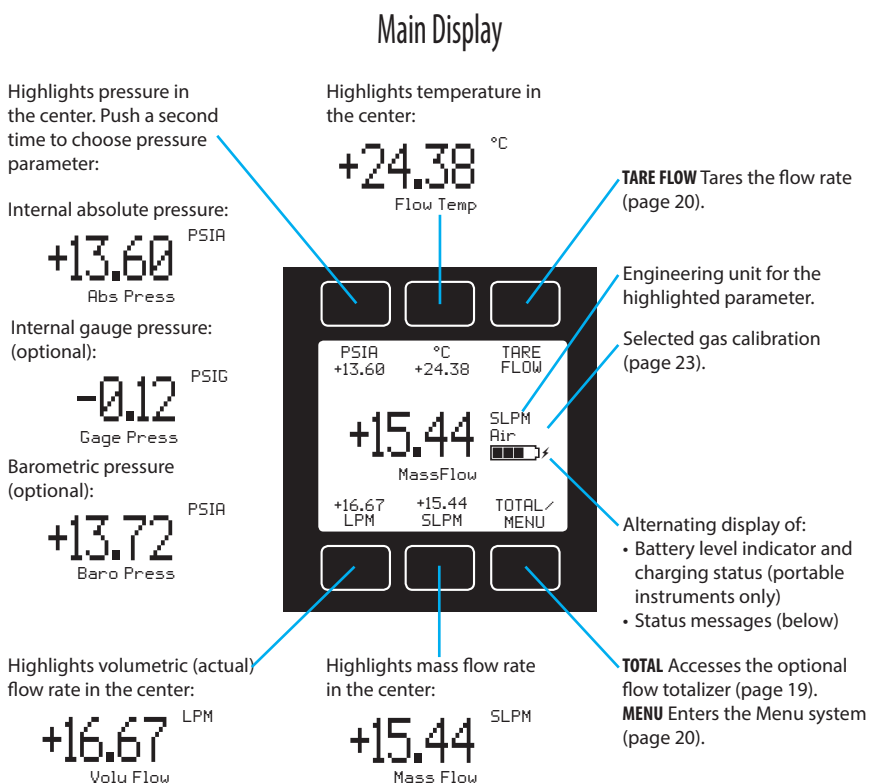 Main Display
Highlights pressure in
the center. Push a second
time to choose pressure
parameter:
Internal absolute pressure:
+13.60 PSIA
Abs Press
Internal gauge pressure:
(optional):
-0.12 PSIG
Gage Press
Barometric pressure
(optional):
+13.72 PSIA
Baro Press
Highlights temperature in
the center:
+24.38 °C
Flow Temp
TARE FLOW Tares the flow rate
(page 20).
Engineering unit for the
highlighted parameter.
Selected gas calibration
(page 23).
PSIA °C TARE
+13.60 +24.38 FLOW
+15.44 SLPM
Air
MassFlow
+16.67 +15.44 TOTAL/
LPM SLPM MENU
Alternating display of:
• Battery level indicator and
charging status (portable
instruments only)
• Status messages (below)
Highlights volumetric (actual)
flow rate in the center:
+16.67 LPM
Volu Flow
Highlights mass flow rate
in the center:
+15.44 SLPM
Mass Flow
TOTAL Accesses the optional
flow totalizer (page 19).
MENU Enters the Menu system
(page 20).